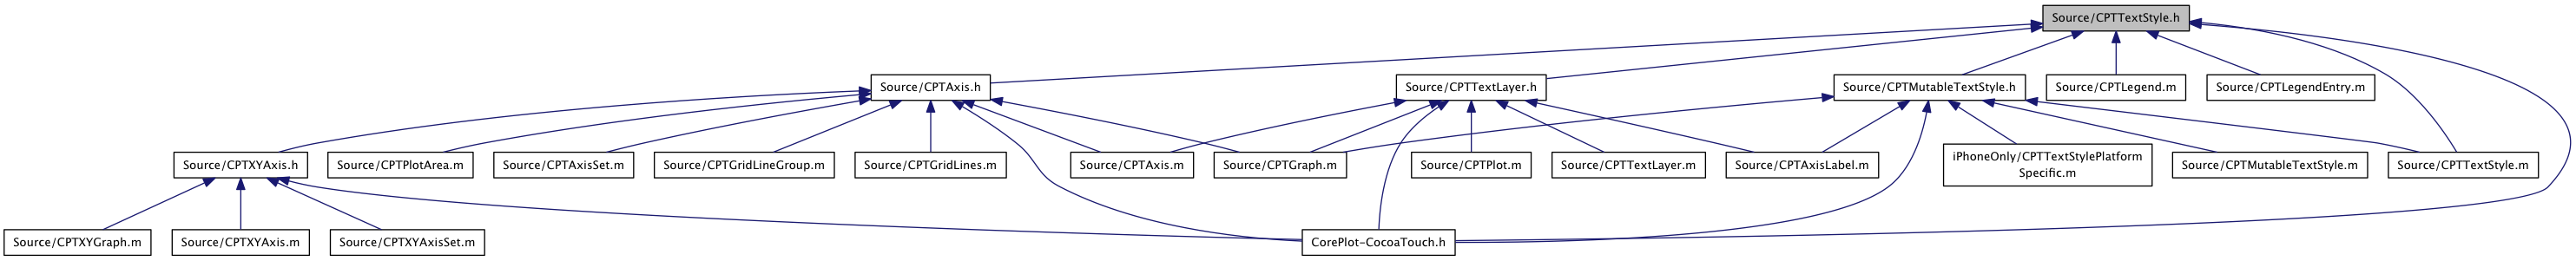 Source/CPTTextStyle.h
Source/CPTAxis.h
Source/CPTTextLayer.h
Source/CPTMutableTextStyle.h
Source/CPTLegend.m
Source/CPTLegendEntry.m
Source/CPTXYAxis.h
Source/CPTPlotArea.m
Source/CPTAxisSet.m
Source/CPTGridLineGroup.m
Source/CPTGridLines.m
Source/CPTAxis.m
Source/CPTGraph.m
Source/CPTPlot.m
Source/CPTTextLayer.m
Source/CPTAxisLabel.m
iPhoneOnly/CPTTextStylePlatform
Specific.m
Source/CPTMutableTextStyle.m
Source/CPTTextStyle.m
Source/CPTXYGraph.m
Source/CPTXYAxis.m
Source/CPTXYAxisSet.m
CorePlot-CocoaTouch.h